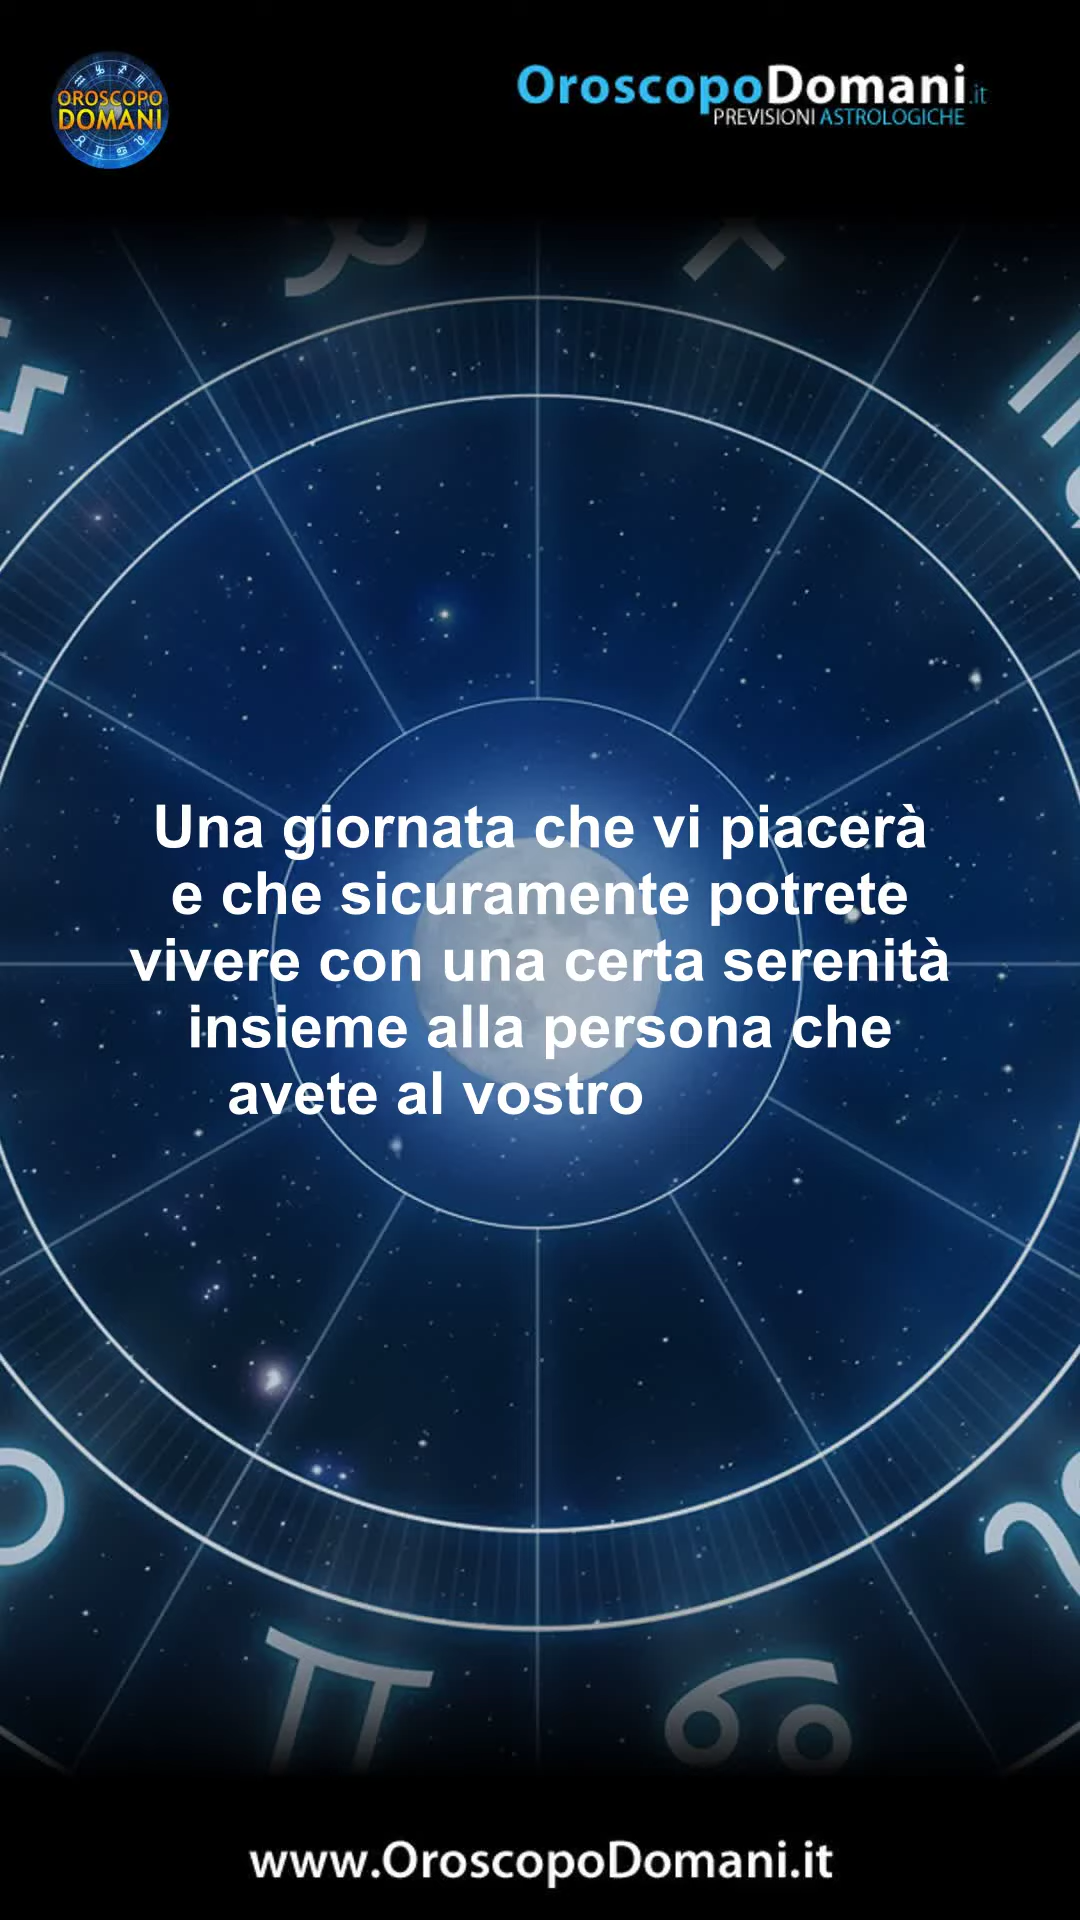 OROSCOPO
DOMANI
OroscopoDomani.it
PREVISIONI ASTROLOGICHE
Una giornata che vi piacerà
e che sicuramente potrete
vivere con una certa serenità
insieme alla persona che
avete al vostro
www.OroscopoDomani.it